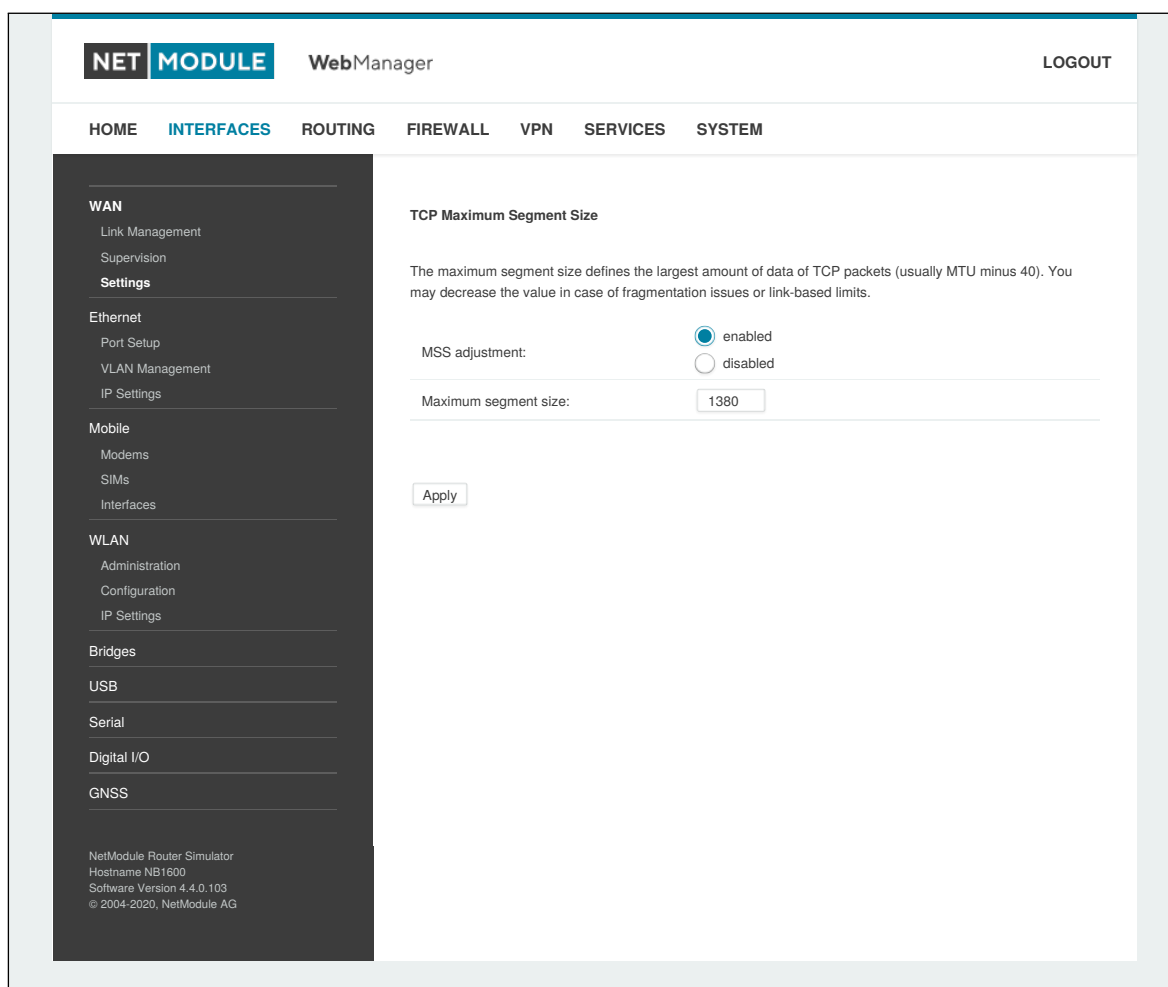 NET MODULE WebManager
LOGOUT
HOME INTERFACES ROUTING FIREWALL VPN SERVICES SYSTEM
WAN
Link Management
Supervision
Settings
Ethernet
Port Setup
VLAN Management
IP Settings
Mobile
Modems
SIMs
Interfaces
WLAN
Administration
Configuration
IP Settings
Bridges
USB
Serial
Digital I/O
GNSS
NetModule Router Simulator
Hostname NB1600
Software Version 4.4.0.103
© 2004-2020, NetModule AG
TCP Maximum Segment Size
The maximum segment size defines the largest amount of data of TCP packets (usually MTU minus 40). You
may decrease the value in case of fragmentation issues or link-based limits.
MSS adjustment:
enabled
disabled
Maximum segment size: 1380
Apply